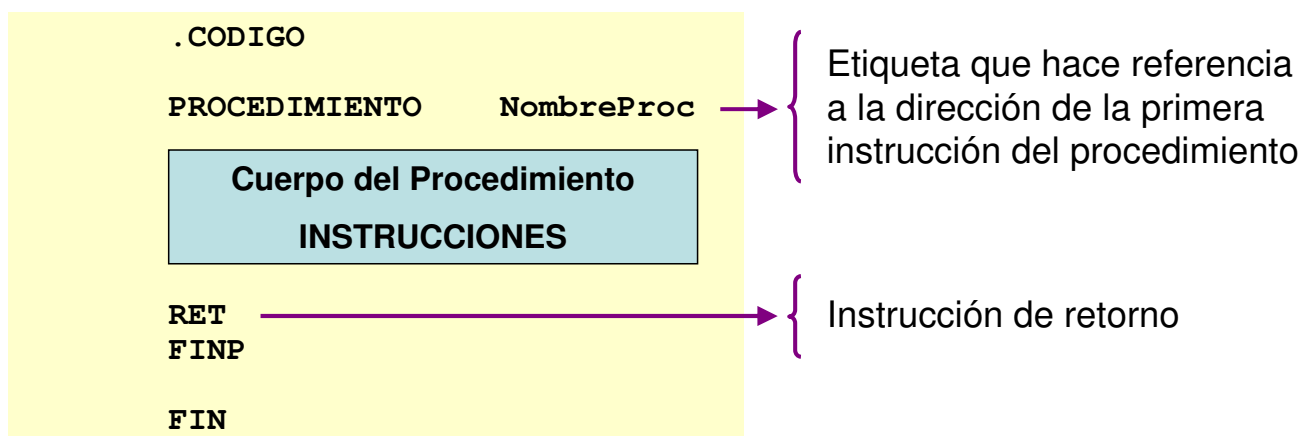 .CODIGO
PROCEDIMIENTO NombreProc
Etiqueta que hace referencia
a la dirección de la primera
instrucción del procedimiento
Cuerpo del Procedimiento
INSTRUCCIONES
RET
Instrucción de retorno
FINP
FIN